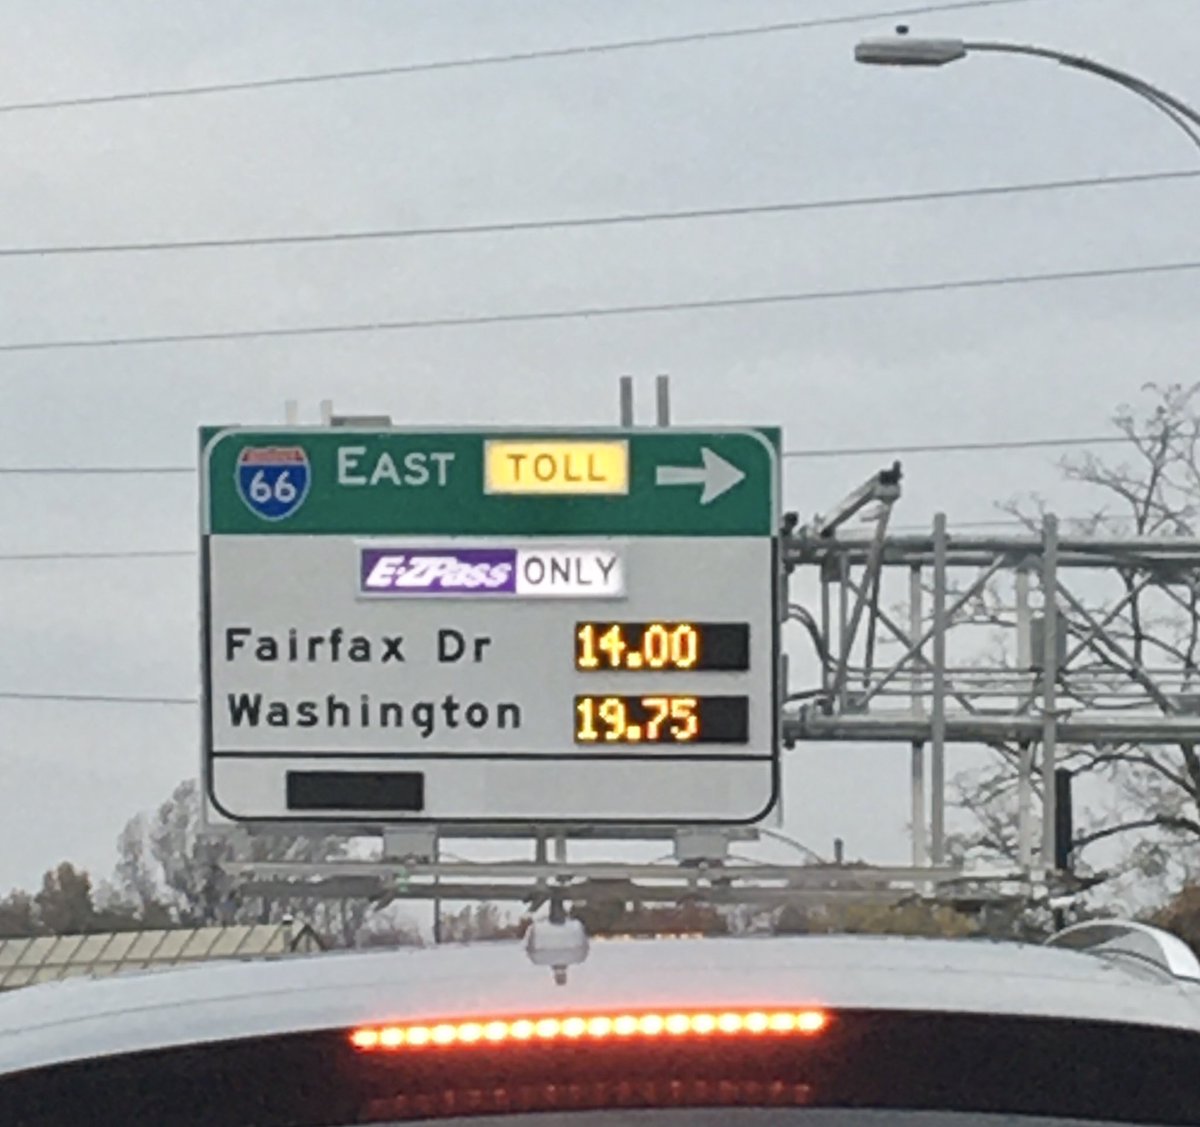 66 EAST TOLL
E-ZPass ONLY
Fairfax Dr 14.00
Washington 19.75